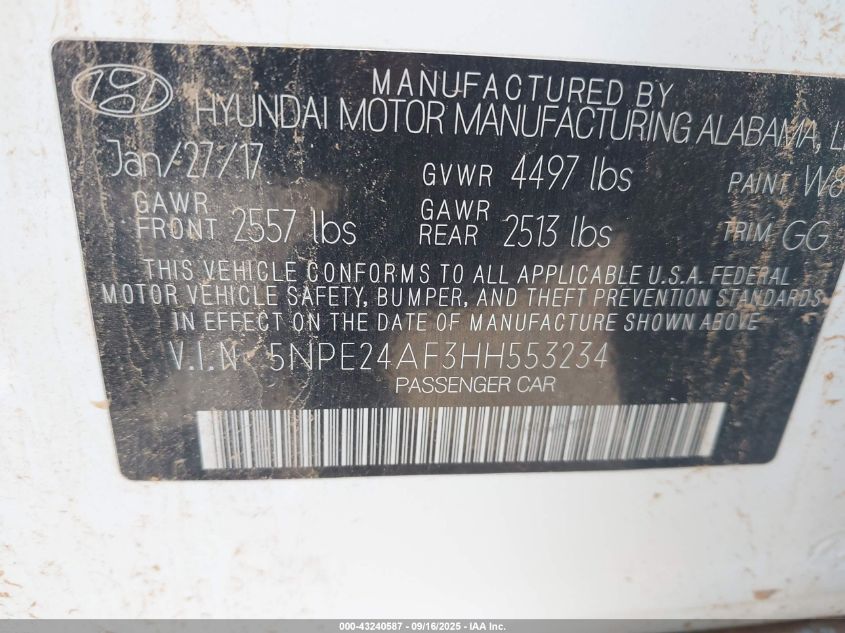 MANUFACTURED BY
HYUNDAI MOTOR MANUFACTURING ALABAMA,
Jan/27/17 GVWR 4497 lbs PAINT W8
GAWR FRONT 2557 lbs GAWR REAR 2513 lbs TRIM GG
THIS VEHICLE CONFORMS TO ALL APPLICABLE U.S.A. FEDERAL
MOTOR VEHICLE SAFETY, BUMPER, AND THEFT PREVENTION STANDARDS
IN EFFECT ON THE DATE OF MANUFACTURE SHOWN ABOVE.
V.I.N 5NPE24AF3HH553234
PASSENGER CAR
000-43240587 - 09/16/2025 - IAA Inc.